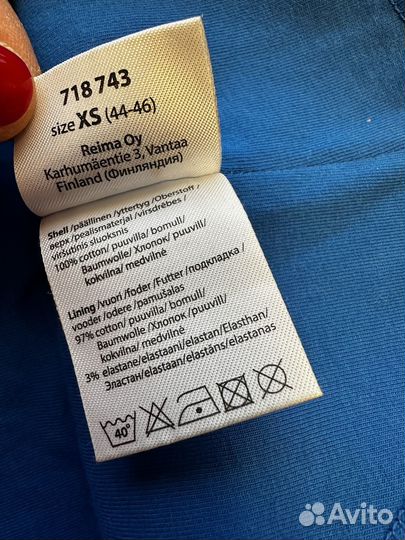 718 743
size XS (44-46)
Reima Oy
Karhumäentie 3, Vantaa
Finland (Финляндия)
Shell /päällinen /yttertyg /Oberstoff/
верх /pealismaterjal /virsdrēbes /
viršutinis sluoksnis
100% cotton/ puuvilla/ bomull/
Baumwolle/ Хлопок/ puuvill/
kokvilna/ medvilnė
Lining /vuori /foder /Futter /подкладка /
vooder /odere /pamušalas
97% cotton/ puuvilla/ bomull/
Baumwolle /Хлопок /puuvill/
kokvilna/ medvilnė
3% elastane/elastaani/elastan/Elasthan/
Эластан/elastaan/elastāns/elastanas
40°
Avito